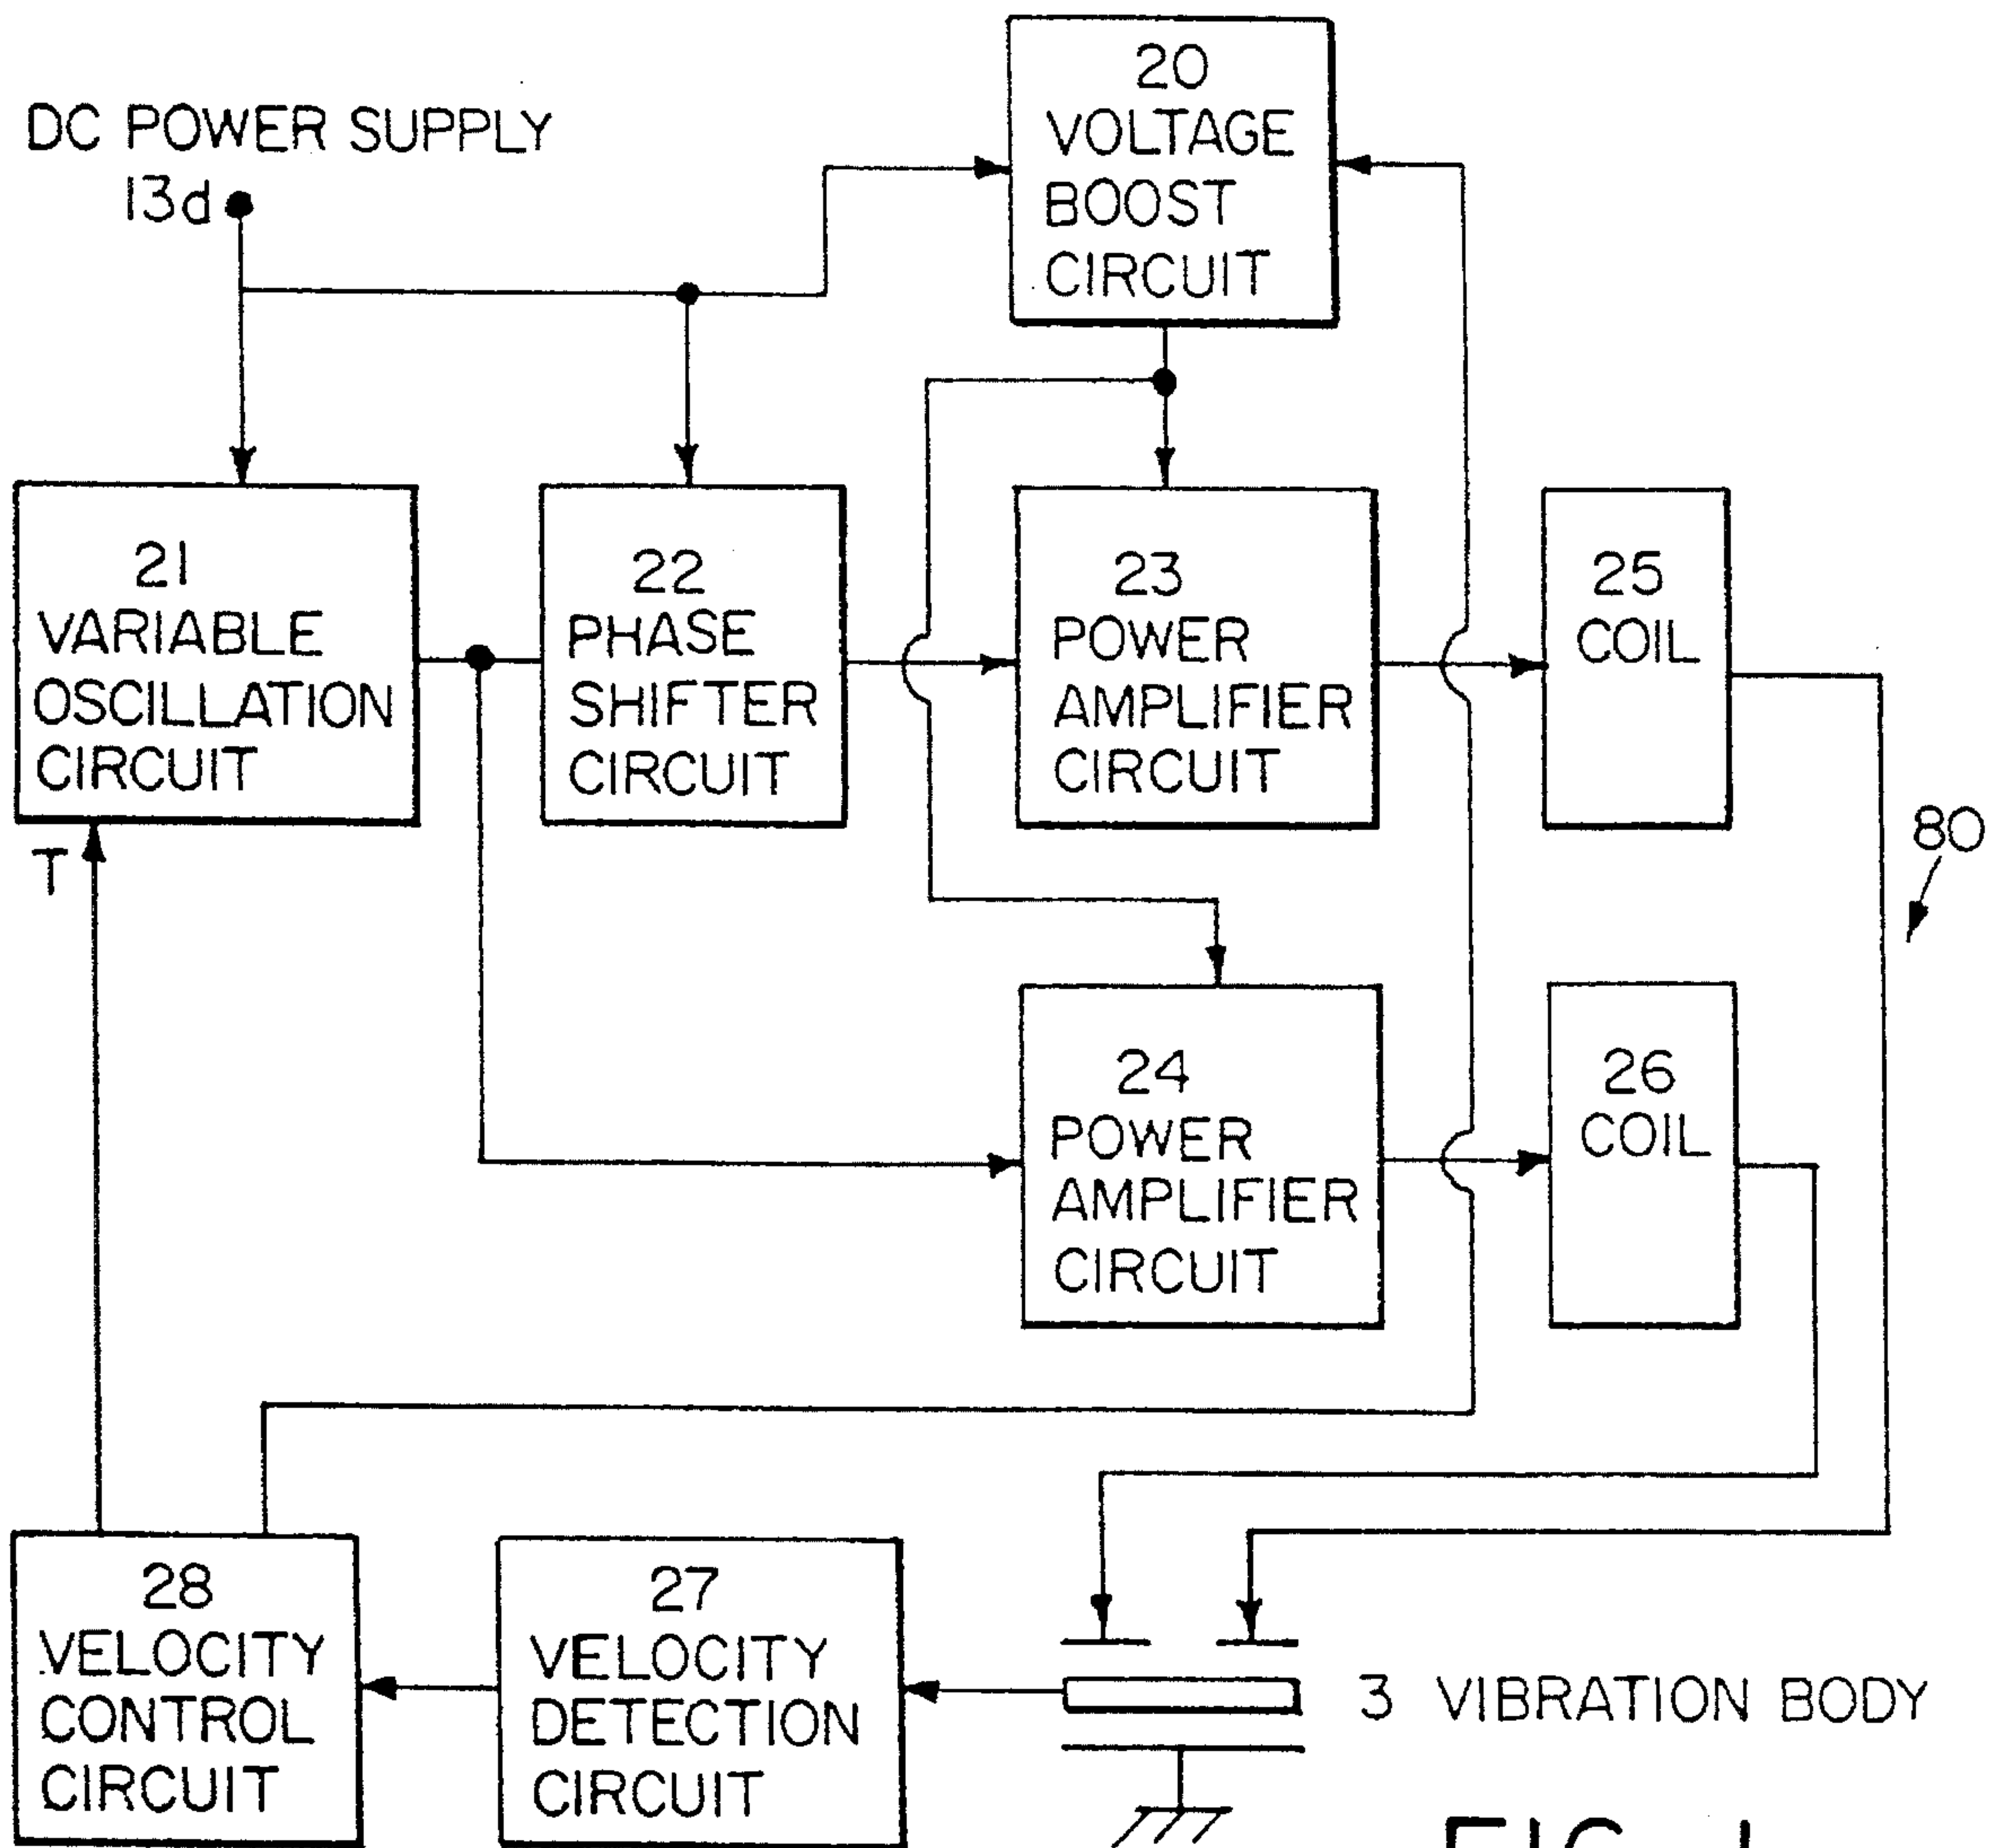 DC POWER SUPPLY
13d
20
VOLTAGE
BOOST
CIRCUIT
21
VARIABLE
OSCILLATION
CIRCUIT
22
PHASE
SHIFTER
CIRCUIT
23
POWER
AMPLIFIER
CIRCUIT
25
COIL
T
80
24
POWER
AMPLIFIER
CIRCUIT
26
COIL
28
VELOCITY
CONTROL
CIRCUIT
27
VELOCITY
DETECTION
CIRCUIT
3 VIBRATION BODY